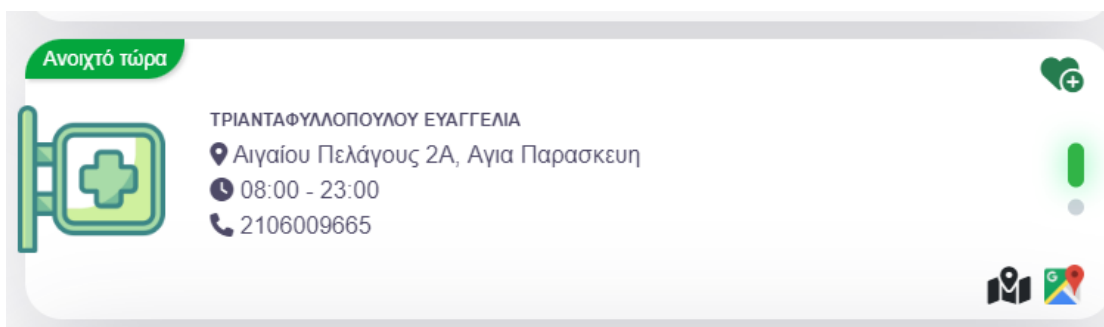 Ανοιχτό τώρα
ΤΡΙΑΝΤΑΦΥΛΛΟΠΟΥΛΟΥ ΕΥΑΓΓΕΛΙΑ
Αιγαίου Πελάγους 2Α, Αγια Παρασκευη
08:00 - 23:00
2106009665
G